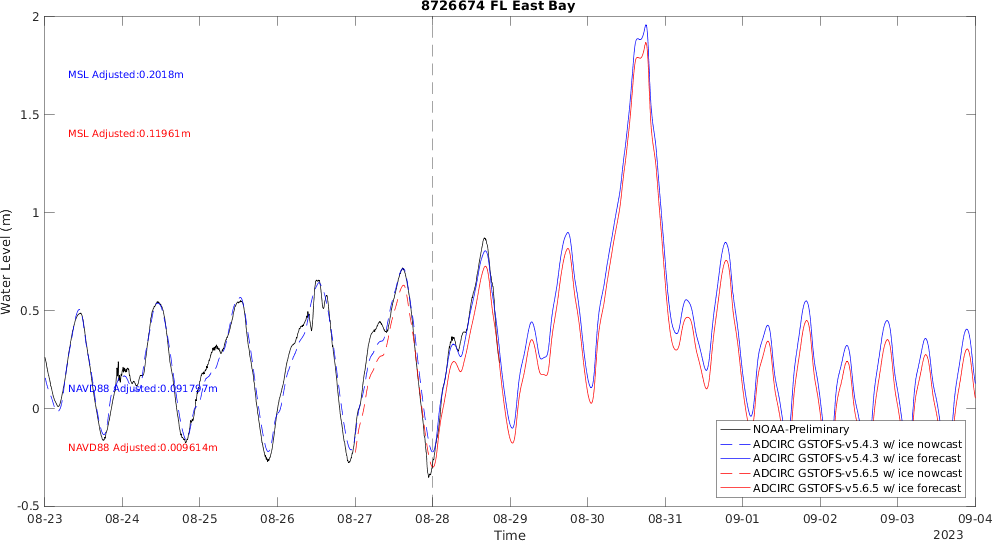 8726674 FL East Bay
2
1.5
1
0.5
0
-0.5
Water Level (m)
MSL Adjusted:0.2018m
MSL Adjusted:0.11961m
NAVD88 Adjusted:0.091797m
NAVD88 Adjusted:0.009614m
NOAA-Preliminary
ADCIRC GSTOFS-v5.4.3 w/ ice nowcast
ADCIRC GSTOFS-v5.4.3 w/ ice forecast
ADCIRC GSTOFS-v5.6.5 w/ ice nowcast
ADCIRC GSTOFS-v5.6.5 w/ ice forecast
08-23 08-24 08-25 08-26 08-27 08-28 08-29 08-30 08-31 09-01 09-02 09-03 09-04
Time
2023